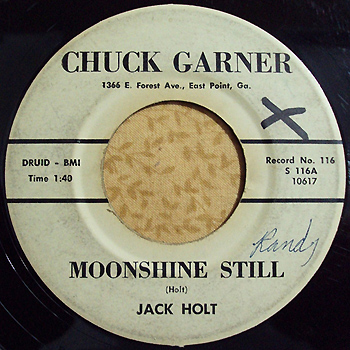 CHUCK GARNER
1366 E. Forest Ave., East Point, Ga.
X
DRUID - BMI
Time 1:40
Record No. 116
S 116A
10617
Randy
MOONSHINE STILL
(Holt)
JACK HOLT